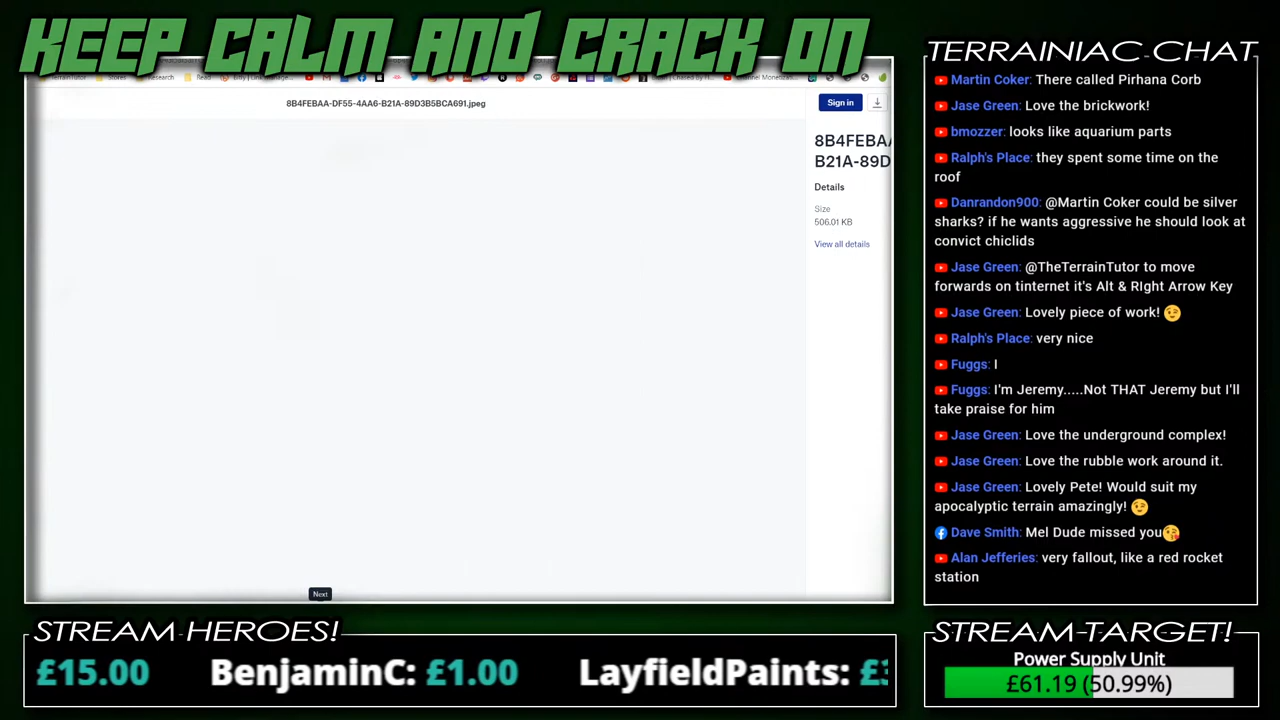 KEEP CALM AND CRACK ON
TerrainTutor Stores Research Read
8B4FEBAA-DF55-4AA6-B21A-89D3B5BCA691.jpeg
Sign in
8B4FEBAA
B21A-89D
Details
Size
506.01 KB
View all details
Next
TERRAINIAC CHAT
Martin Coker: There called Pirhana Corb
Jase Green: Love the brickwork!
bmozzer: looks like aquarium parts
Ralph's Place: they spent some time on the
roof
Danrandon900: @Martin Coker could be silver
sharks? if he wants aggressive he should look at
convict chiclids
Jase Green: @TheTerrainTutor to move
forwards on tinternet it's Alt & RIght Arrow Key
Jase Green: Lovely piece of work! 😉
Ralph's Place: very nice
Fuggs: I
Fuggs: I'm Jeremy.....Not THAT Jeremy but I'll
take praise for him
Jase Green: Love the underground complex!
Jase Green: Love the rubble work around it.
Jase Green: Lovely Pete! Would suit my
apocalyptic terrain amazingly! 😉
Dave Smith: Mel Dude missed you😘
Alan Jefferies: very fallout, like a red rocket
station
STREAM HEROES!
£15.00 BenjaminC: £1.00 LayfieldPaints: £
STREAM TARGET!
Power Supply Unit
£61.19 (50.99%)